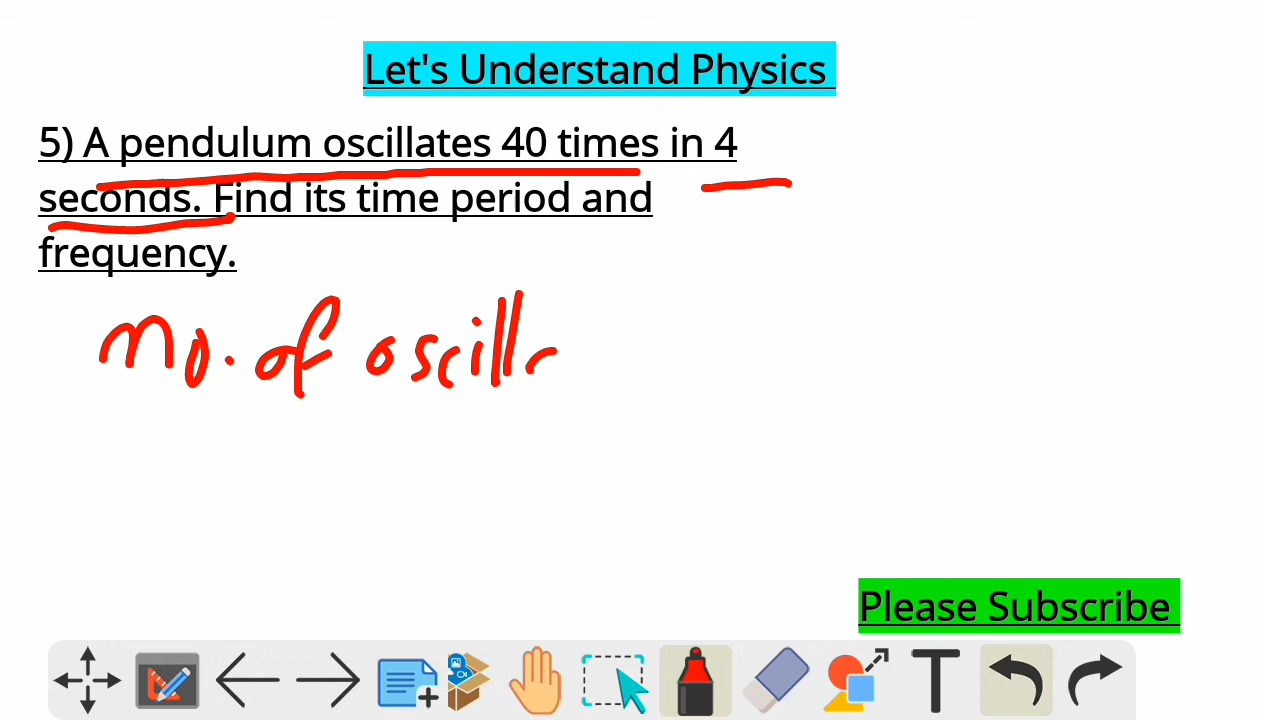 Let's Understand Physics
5) A pendulum oscillates 40 times in 4
seconds. Find its time period and
frequency.
no. of oscill
Please Subscribe
T